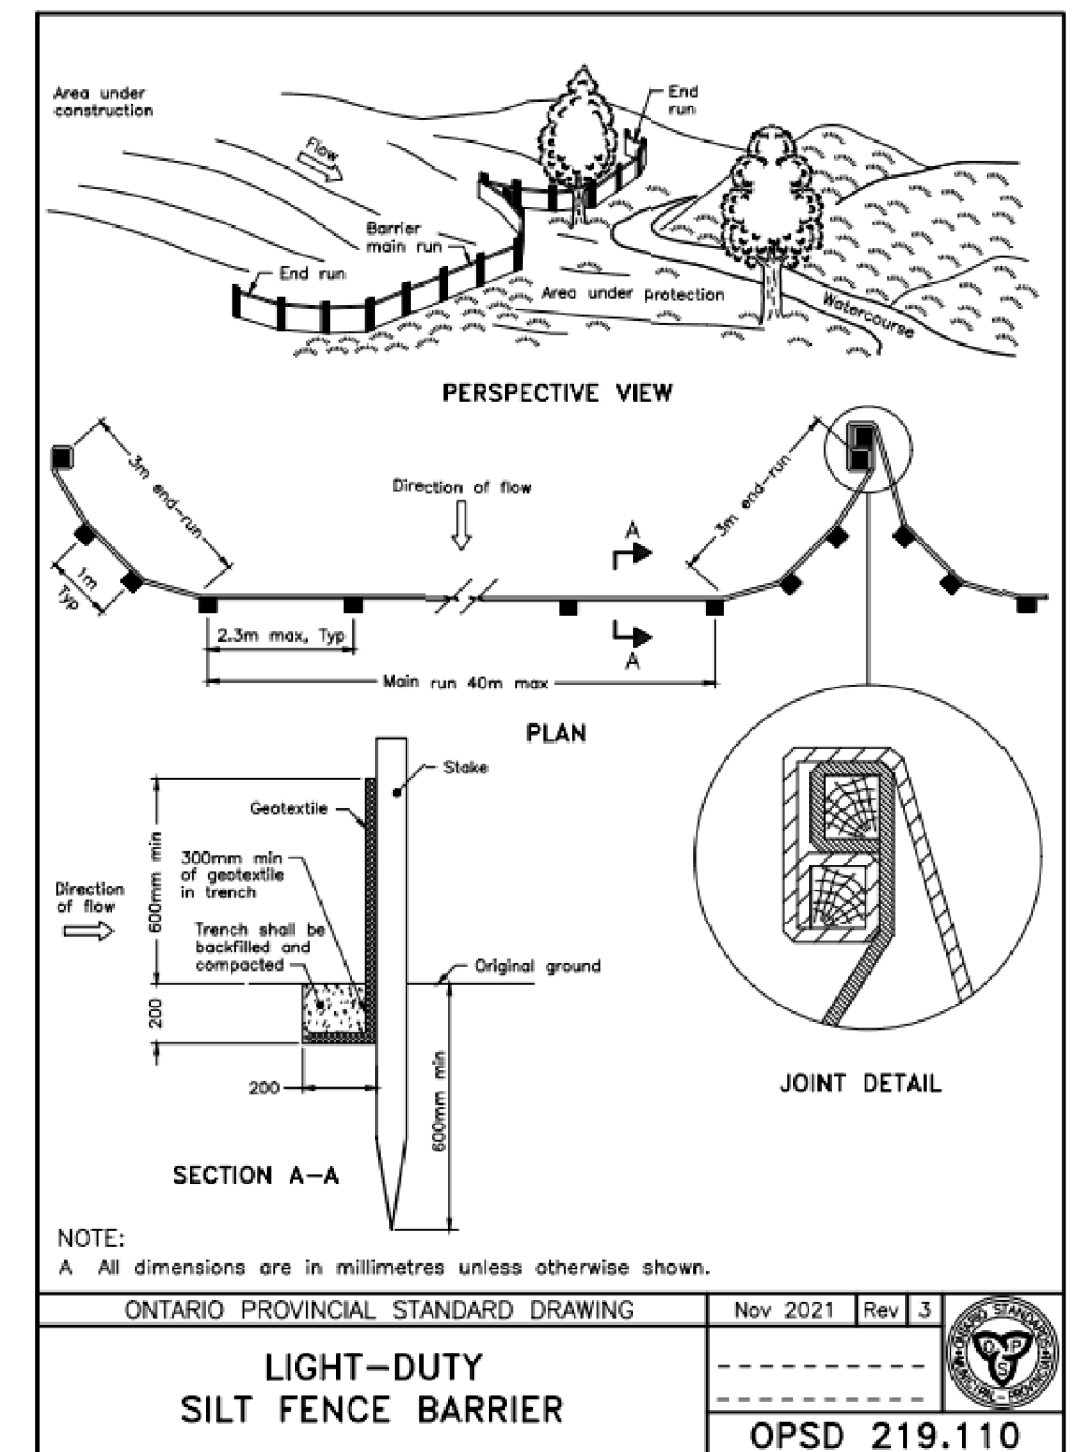 Area under
construction
End
run
Flow
Barrier
main run
End run
Area under protection
Watercourse
PERSPECTIVE VIEW
3m end-run
Direction of flow
3m end-run
A
1m
Typ
2.3m max, Typ
A
Main run 40m max
PLAN
Stake
Geotextile
600mm min
300mm min
of geotextile
in trench
Direction
of flow
Trench shall be
backfilled and
compacted
Original ground
200
200
600mm min
JOINT DETAIL
SECTION A-A
NOTE:
A All dimensions are in millimetres unless otherwise shown.
ONTARIO PROVINCIAL STANDARD DRAWING
Nov 2021
Rev
3
LIGHT-DUTY
SILT FENCE BARRIER
ONTARIO STANDARDS
MUNICIPAL-PROVINCIAL
O
P
S
OPSD 219.110